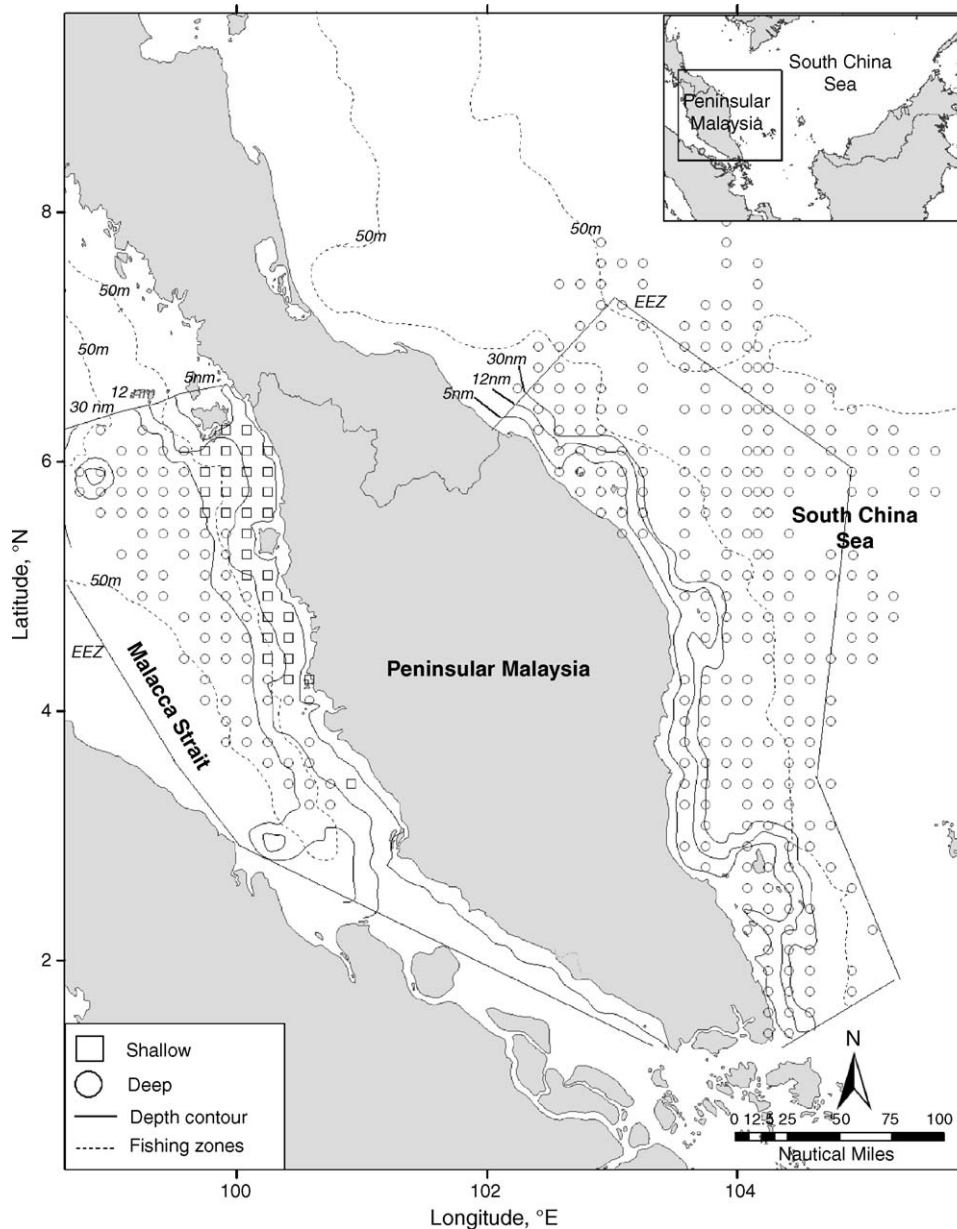 South China
Sea
Peninsular
Malaysia
8
50m
50m
50m
EEZ
50m
30nm
12nm
5nm
5nm
12 nm
30 nm
6
South China
Sea
50m
EEZ
Malacca Strait
Peninsular Malaysia
4
2
Latitude, °N
Shallow
Deep
Depth contour
Fishing zones
N
0 12.5 25 50 75 100
Nautical Miles
100
102
104
Longitude, °E